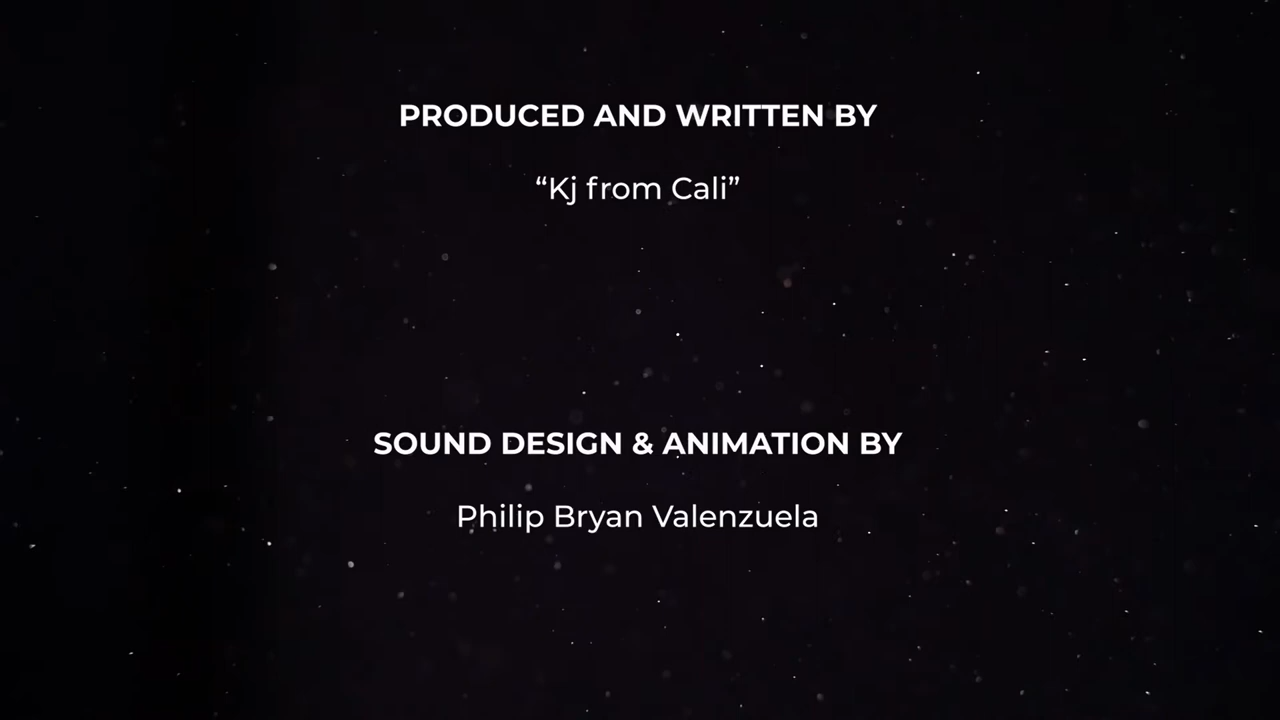 PRODUCED AND WRITTEN BY
“Kj from Cali”
SOUND DESIGN & ANIMATION BY
Philip Bryan Valenzuela